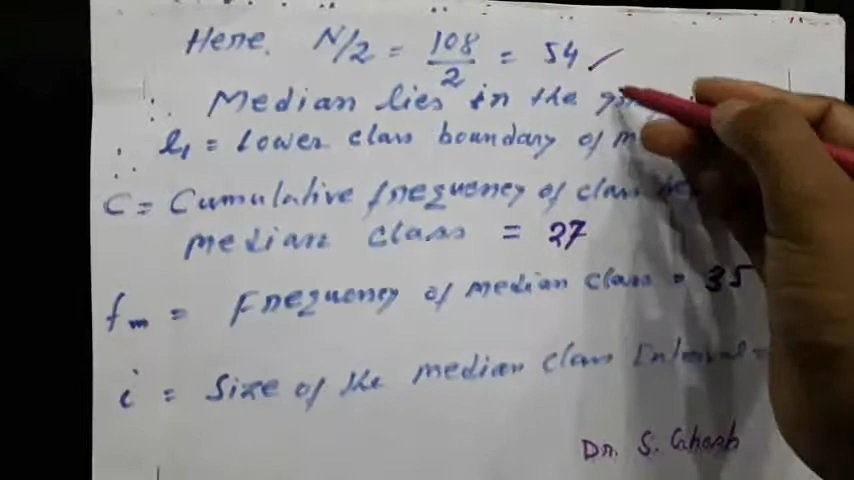 Here. N/2 = 108/2 = 54 ✓
Median lies in the
l₁ = Lower class boundary of
C = Cumulative frequency of class
median class = 27
fm = Frequency of median class = 35
i = Size of the median class Interval =
Dr. S. Ghosh